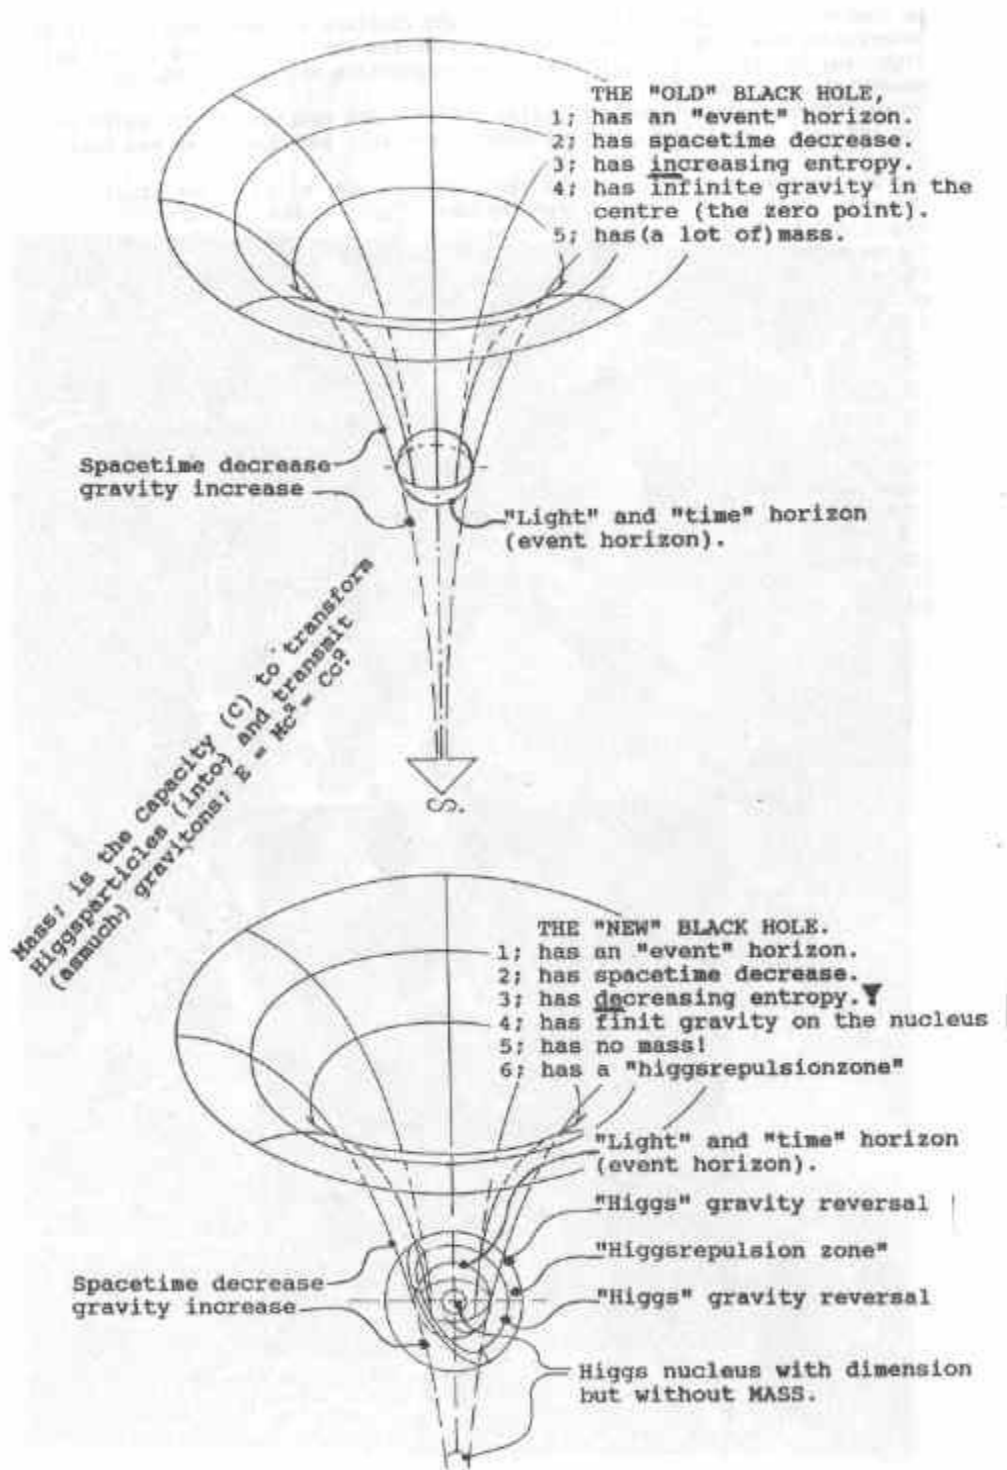 THE "OLD" BLACK HOLE,
1; has an "event" horizon.
2; has spacetime decrease.
3; has increasing entropy.
4; has infinite gravity in the
centre (the zero point).
5; has(a lot of)mass.
Spacetime decrease
gravity increase
"Light" and "time" horizon
(event horizon).
Mass; is the Capacity (C) to transform
Higgsparticles (into) and transmit
(asmuch) gravitons; E = Mc² = Cc²
S.
THE "NEW" BLACK HOLE.
1; has an "event" horizon.
2; has spacetime decrease.
3; has decreasing entropy.
4; has finit gravity on the nucleus
5; has no mass!
6; has a "higgsrepulsionzone"
"Light" and "time" horizon
(event horizon).
"Higgs" gravity reversal
"Higgsrepulsion zone"
Spacetime decrease
gravity increase
"Higgs" gravity reversal
Higgs nucleus with dimension
but without MASS.